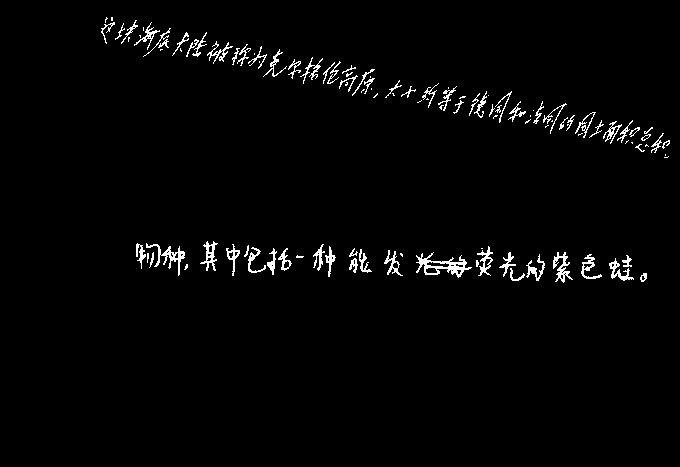 这块海底大陆被称为克尔格伦高原,大小约等于德国和法国的国土面积总和。
物种,其中包括一种能发荧光的紫色蛙。